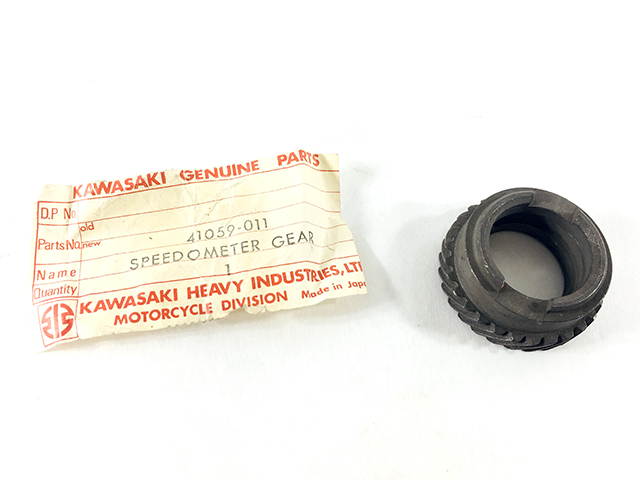 KAWASAKI GENUINE PARTS
D.P No.
old
Parts No. new 41059-011
Name SPEEDOMETER GEAR
Quantity 1
KAWASAKI HEAVY INDUSTRIES, LTD
MOTORCYCLE DIVISION Made in Japa